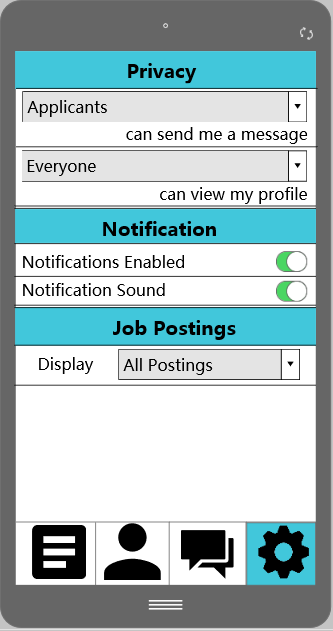 Privacy
Applicants
can send me a message
Everyone
can view my profile
Notification
Notifications Enabled
Notification Sound
Job Postings
Display All Postings